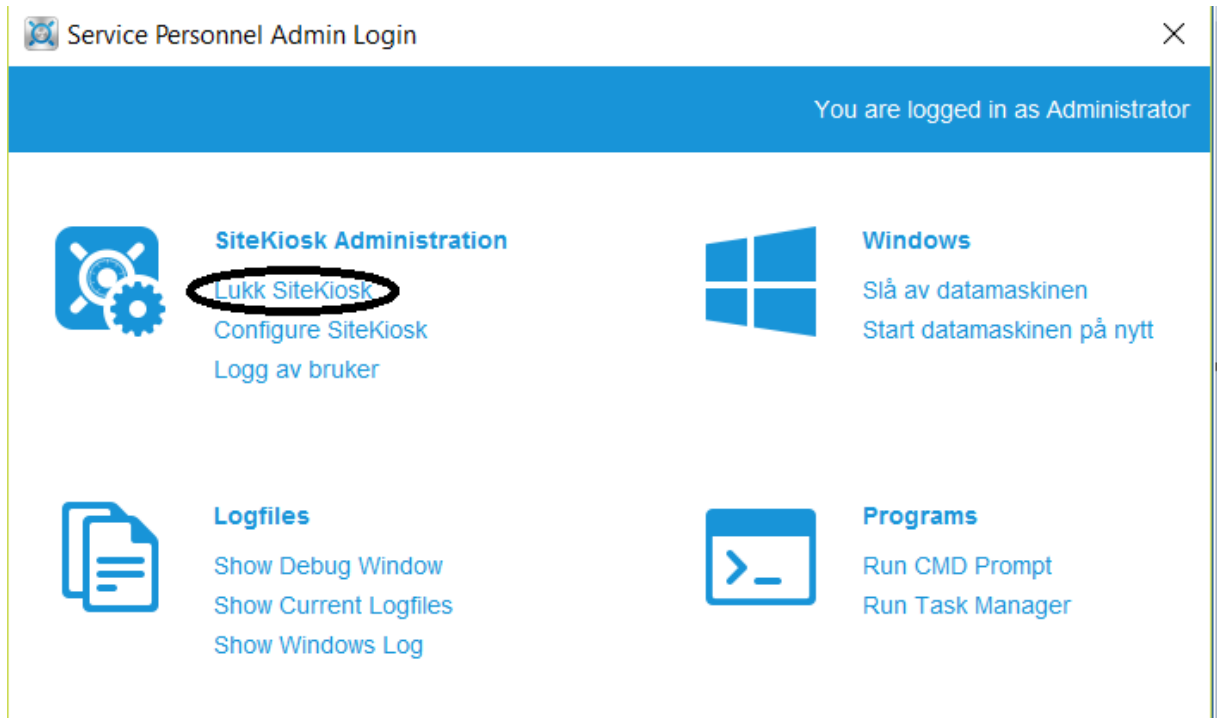 Service Personnel Admin Login
You are logged in as Administrator
SiteKiosk Administration
Lukk SiteKiosk
Configure SiteKiosk
Logg av bruker
Windows
Slå av datamaskinen
Start datamaskinen på nytt
Logfiles
Show Debug Window
Show Current Logfiles
Show Windows Log
Programs
Run CMD Prompt
Run Task Manager